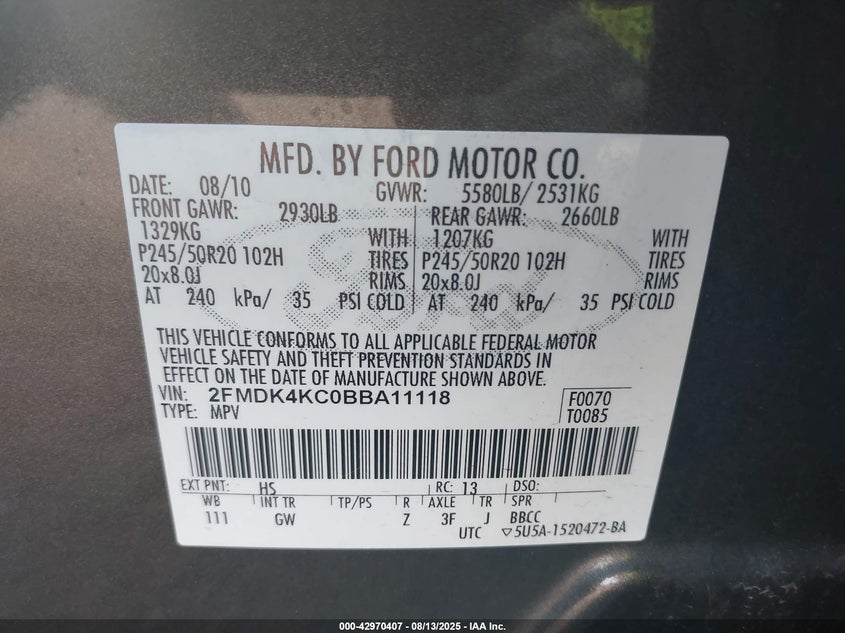 MFD. BY FORD MOTOR CO.
DATE: 08/10 GVWR: 5580LB/ 2531KG
FRONT GAWR: 2930LB REAR GAWR: 2660LB
1329KG WITH 1207KG WITH
P245/50R20 102H TIRES P245/50R20 102H TIRES
20x8.0J RIMS 20x8.0J RIMS
AT 240 kPa/ 35 PSI COLD AT 240 kPa/ 35 PSI COLD
THIS VEHICLE CONFORMS TO ALL APPLICABLE FEDERAL MOTOR
VEHICLE SAFETY AND THEFT PREVENTION STANDARDS IN
EFFECT ON THE DATE OF MANUFACTURE SHOWN ABOVE.
VIN: 2FMDK4KC0BBA11118 F0070
TYPE: MPV T0085
EXT PNT: HS RC: 13 DSO:
WB INT TR TP/PS R AXLE TR SPR
111 GW Z 3F J BBCC
UTC ▽5U5A-1520472-BA
000-42970407 - 08/13/2025 - IAA Inc.